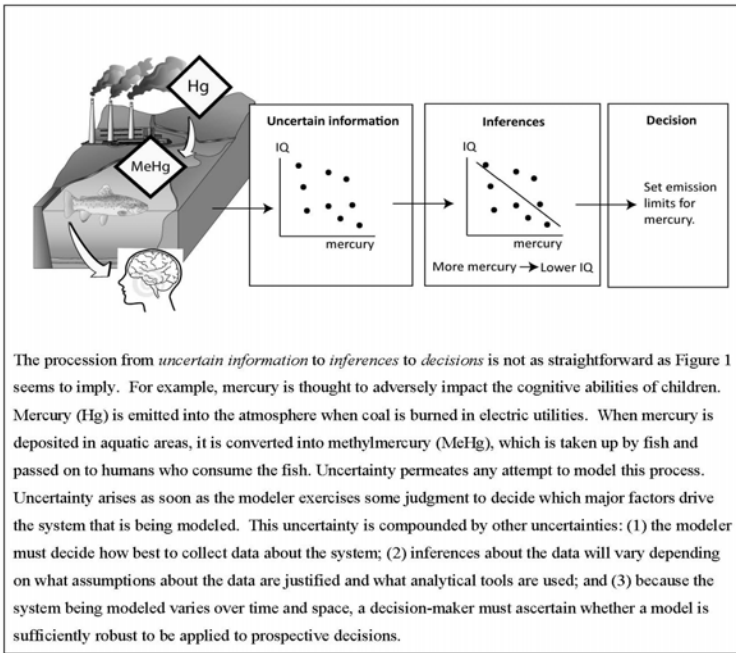 Hg
MeHg
Uncertain information
IQ
mercury
Inferences
IQ
mercury
More mercury → Lower IQ
Decision
Set emission
limits for
mercury.
The procession from uncertain information to inferences to decisions is not as straightforward as Figure 1
seems to imply.  For example, mercury is thought to adversely impact the cognitive abilities of children.
Mercury (Hg) is emitted into the atmosphere when coal is burned in electric utilities.  When mercury is
deposited in aquatic areas, it is converted into methylmercury (MeHg), which is taken up by fish and
passed on to humans who consume the fish. Uncertainty permeates any attempt to model this process.
Uncertainty arises as soon as the modeler exercises some judgment to decide which major factors drive
the system that is being modeled.  This uncertainty is compounded by other uncertainties: (1) the modeler
must decide how best to collect data about the system; (2) inferences about the data will vary depending
on what assumptions about the data are justified and what analytical tools are used; and (3) because the
system being modeled varies over time and space, a decision-maker must ascertain whether a model is
sufficiently robust to be applied to prospective decisions.